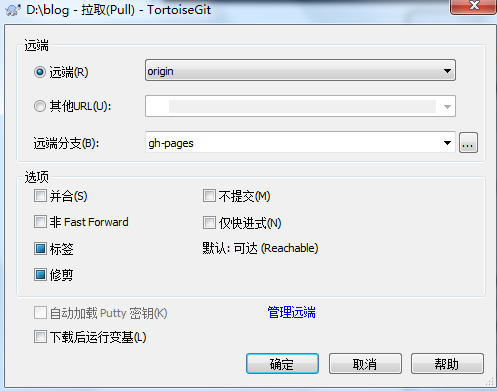 D:\blog - 拉取(Pull) - TortoiseGit
远端
远端(R)
origin
其他URL(U):
远端分支(B):
gh-pages
...
选项
并合(S)
不提交(M)
非 Fast Forward
仅快进式(N)
标签
默认: 可达 (Reachable)
修剪
自动加载 Putty 密钥(K)
管理远端
下载后运行变基(L)
确定
取消
帮助